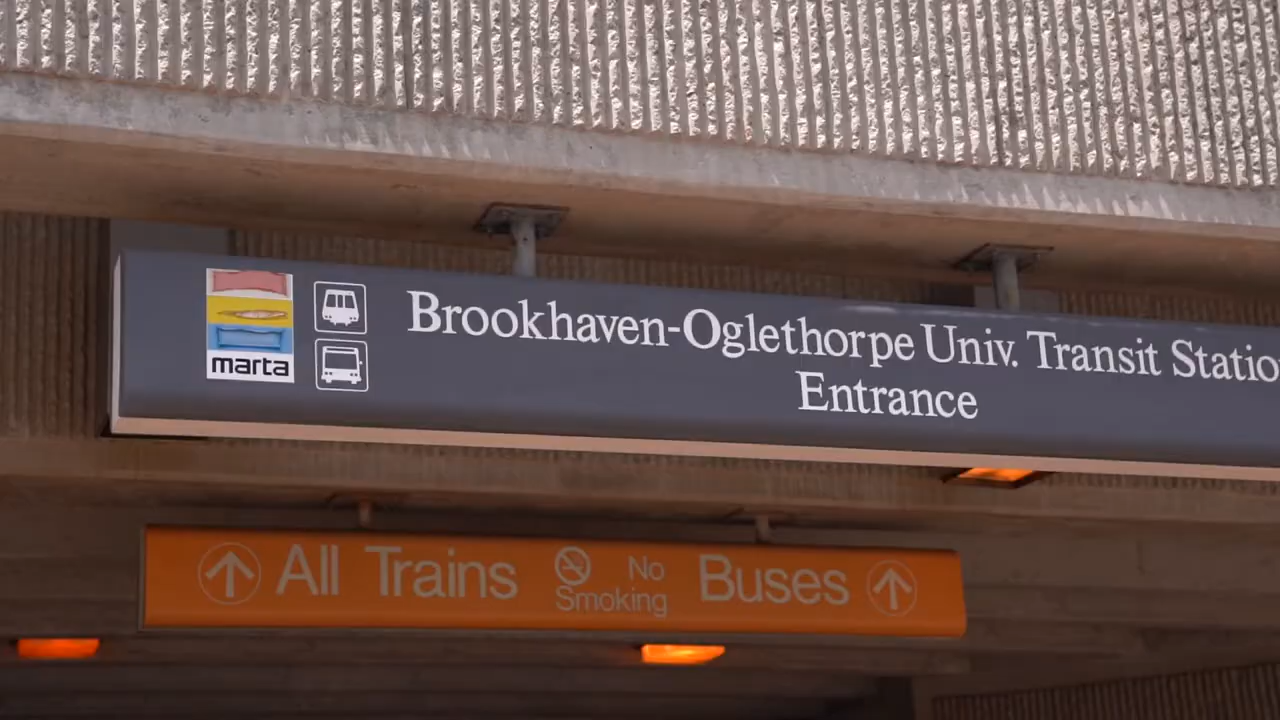 marta
Brookhaven-Oglethorpe Univ. Transit Statio
Entrance
All Trains
No
Smoking
Buses